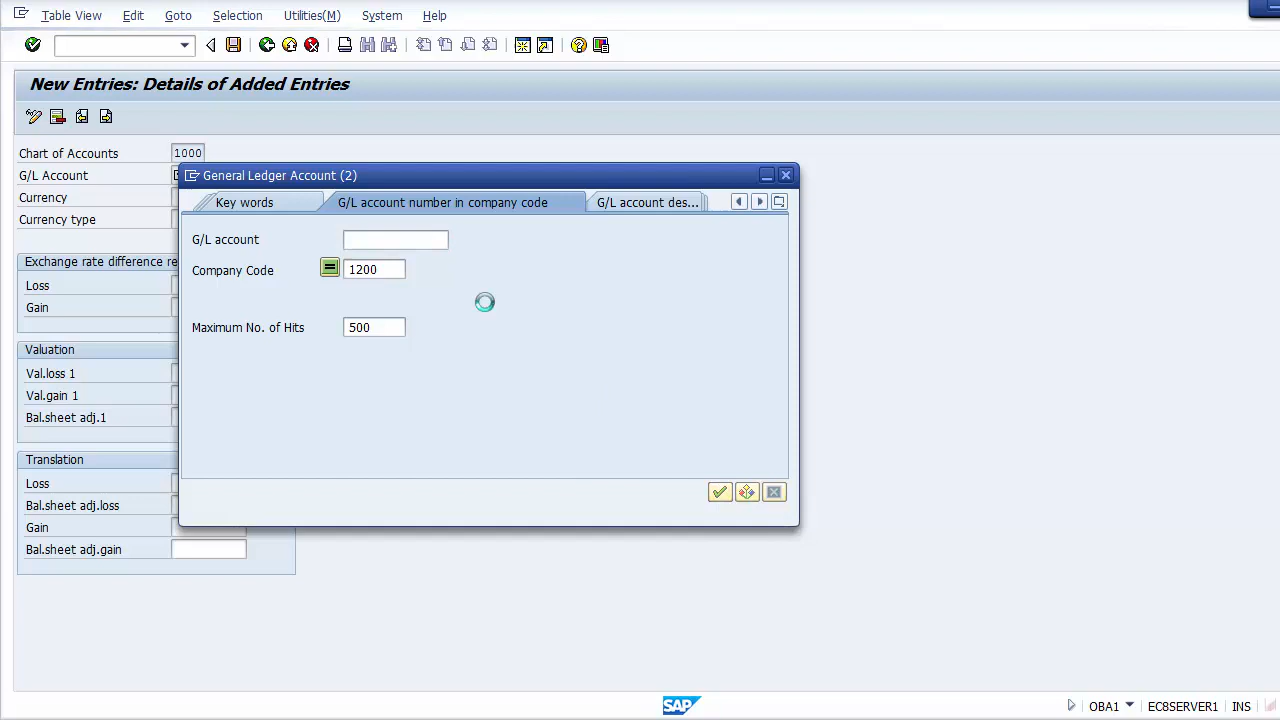 Table View Edit Goto Selection Utilities(M) System Help
New Entries: Details of Added Entries
Chart of Accounts 1000
G/L Account
Currency
Currency type
Exchange rate difference re
Loss
Gain
Valuation
Val.loss 1
Val.gain 1
Bal.sheet adj.1
Translation
Loss
Bal.sheet adj.loss
Gain
Bal.sheet adj.gain
General Ledger Account (2)
Key words G/L account number in company code G/L account des...
G/L account
Company Code 1200
Maximum No. of Hits 500
SAP OBA1 EC8SERVER1 INS